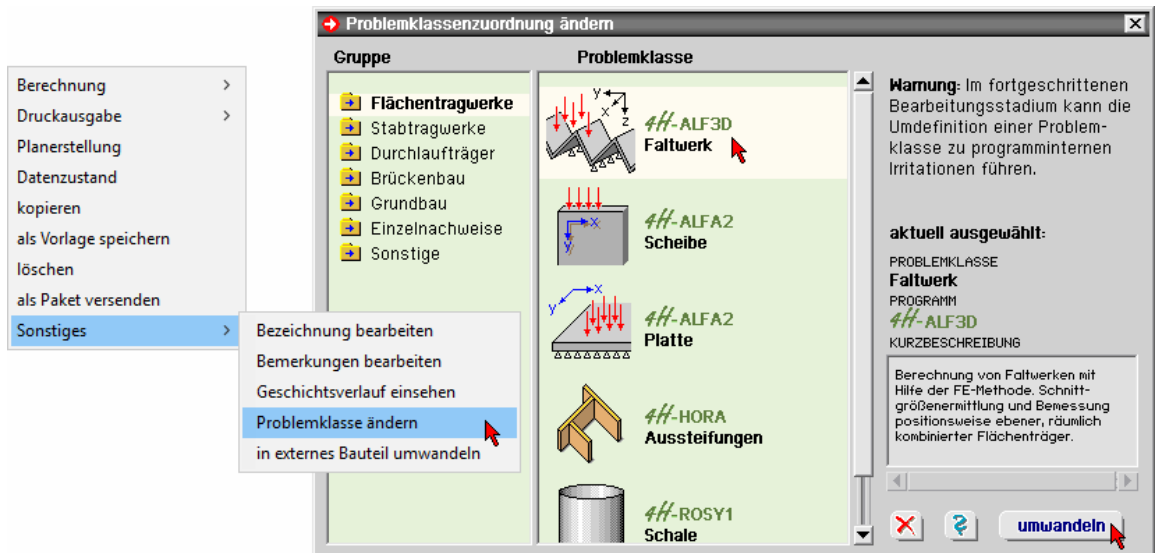 Problemklassenzuordnung ändern
Gruppe
Problemklasse
Berechnung
Druckausgabe
Planerstellung
Datenzustand
kopieren
als Vorlage speichern
löschen
als Paket versenden
Sonstiges
Bezeichnung bearbeiten
Bemerkungen bearbeiten
Geschichtsverlauf einsehen
Problemklasse ändern
in externes Bauteil umwandeln
Flächentragwerke
Stabtragwerke
Durchlaufträger
Brückenbau
Grundbau
Einzelnachweise
Sonstige
y
x
z
4H-ALF3D
Faltwerk
x
y
4H-ALFA2
Scheibe
x
y
4H-ALFA2
Platte
4H-HORA
Aussteifungen
4H-ROSY1
Schale
Warnung: Im fortgeschrittenen
Bearbeitungsstadium kann die
Umdefinition einer Problem-
klasse zu programminternen
Irritationen führen.
aktuell ausgewählt:
PROBLEMKLASSE
Faltwerk
PROGRAMM
4H-ALF3D
KURZBESCHREIBUNG
Berechnung von Faltwerken mit
Hilfe der FE-Methode. Schnitt-
größenermittlung und Bemessung
positionsweise ebener, räumlich
kombinierter Flächenträger.
umwandeln